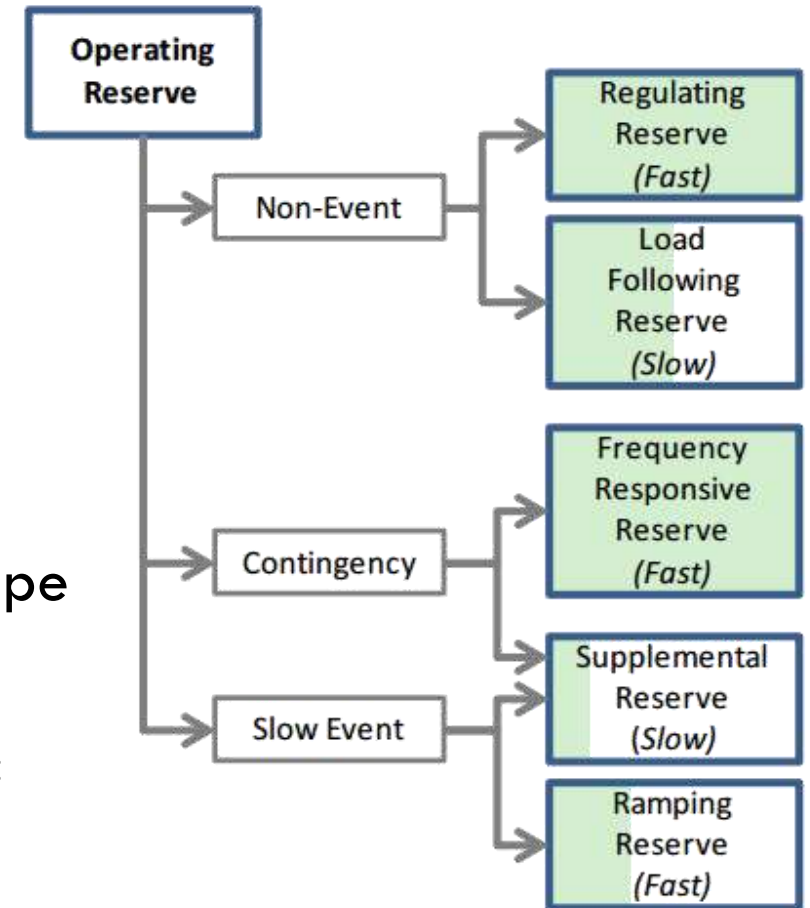 Operating
Reserve
Non-Event
Regulating
Reserve
(Fast)
Load
Following
Reserve
(Slow)
Contingency
Frequency
Responsive
Reserve
(Fast)
pe
Slow Event
Supplemental
Reserve
(Slow)
Ramping
Reserve
(Fast)